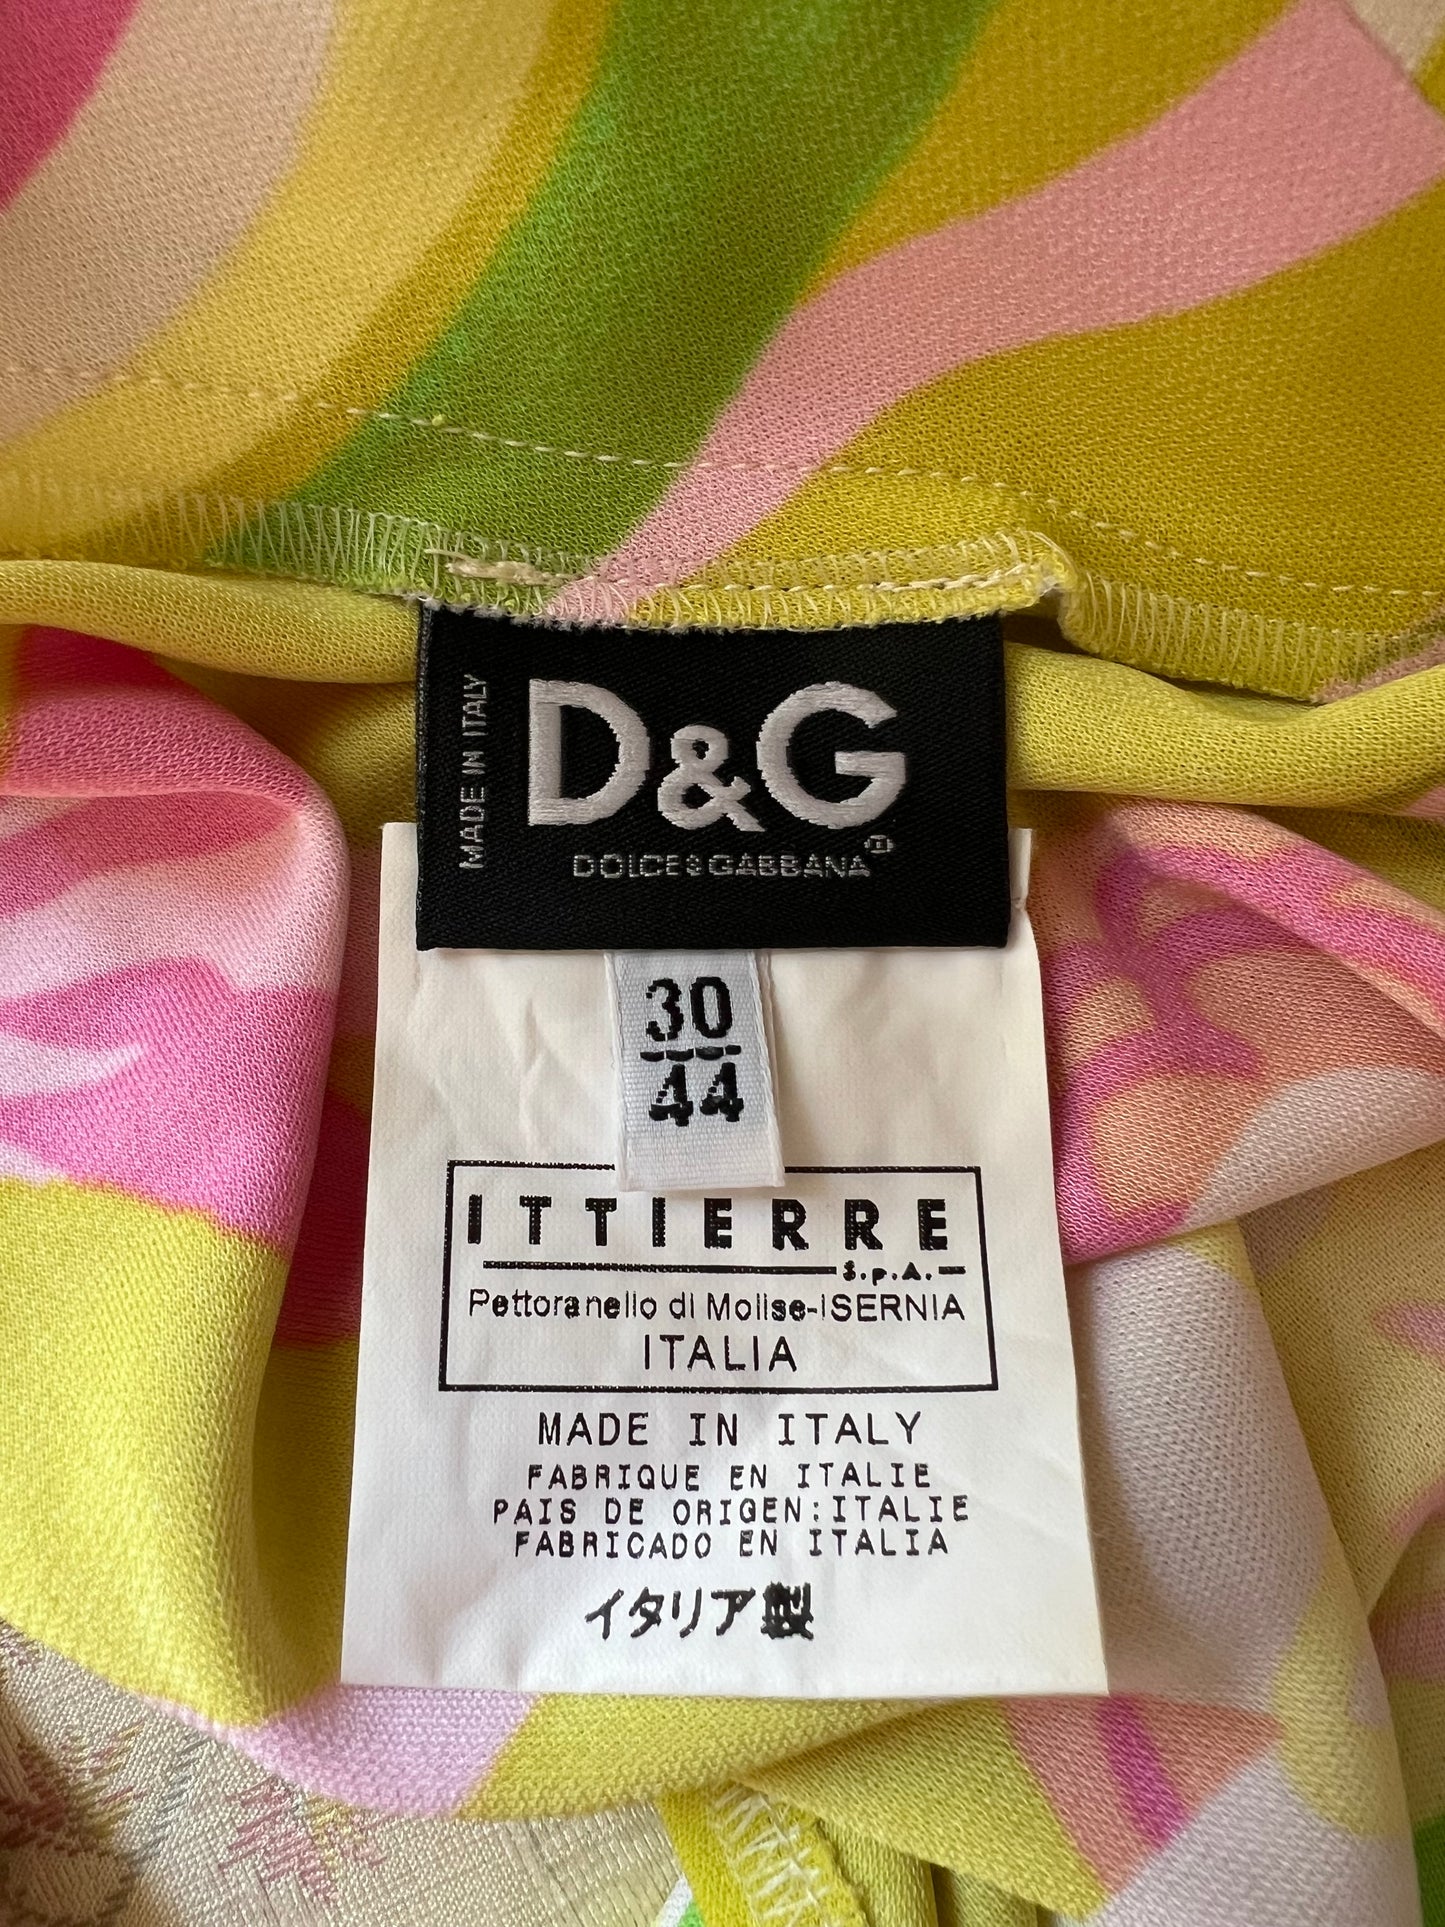 MADE IN ITALY
D&G
DOLCE&GABBANA®
30
44
ITTIERRE
S.p.A.
Pettoranello di Molise-ISERNIA
ITALIA
MADE IN ITALY
FABRIQUE EN ITALIE
PAIS DE ORIGEN:ITALIE
FABRICADO EN ITALIA
イタリア製